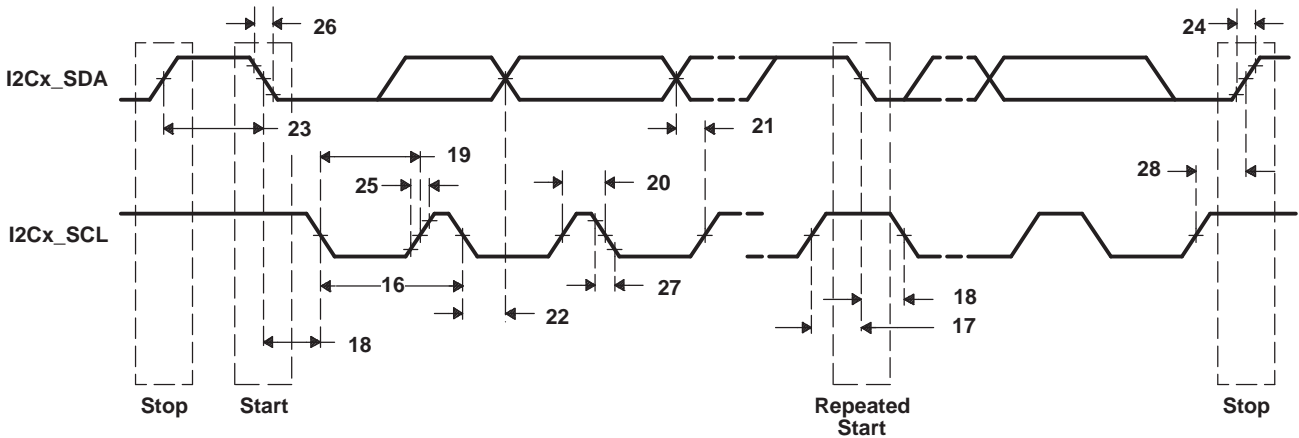 26
24
I2Cx_SDA
23
21
19
28
25
20
I2Cx_SCL
16
27
18
22
17
18
Stop
Start
Repeated
Start
Stop